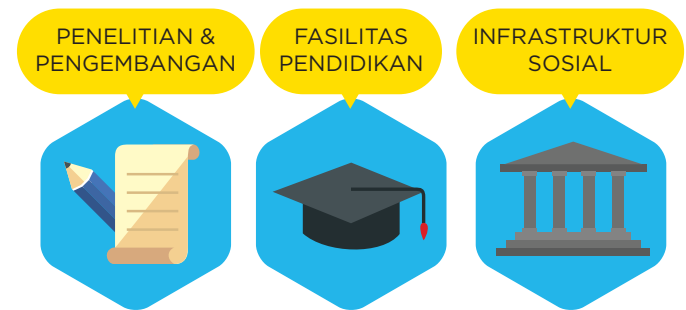 PENELITIAN &
PENGEMBANGAN
FASILITAS
PENDIDIKAN
INFRASTRUKTUR
SOSIAL